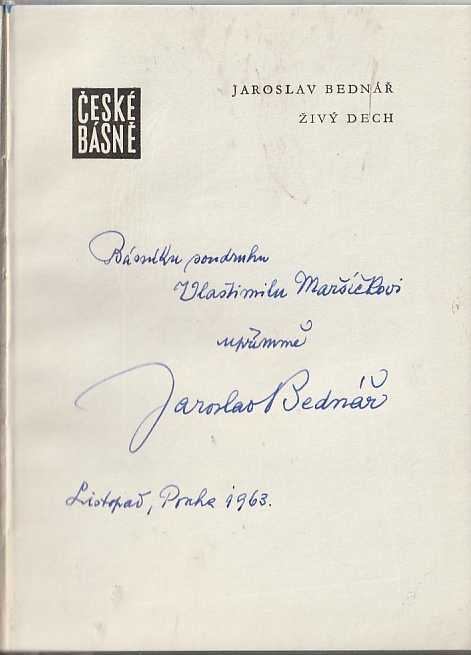 ČESKÉ
BÁSNĚ
JAROSLAV BEDNÁŘ
ŽIVÝ DECH
Básníku soudruhu
Vlastimilu Maršíčkovi
upřímně
Jaroslav Bednář
Listopad, Praha 1963.